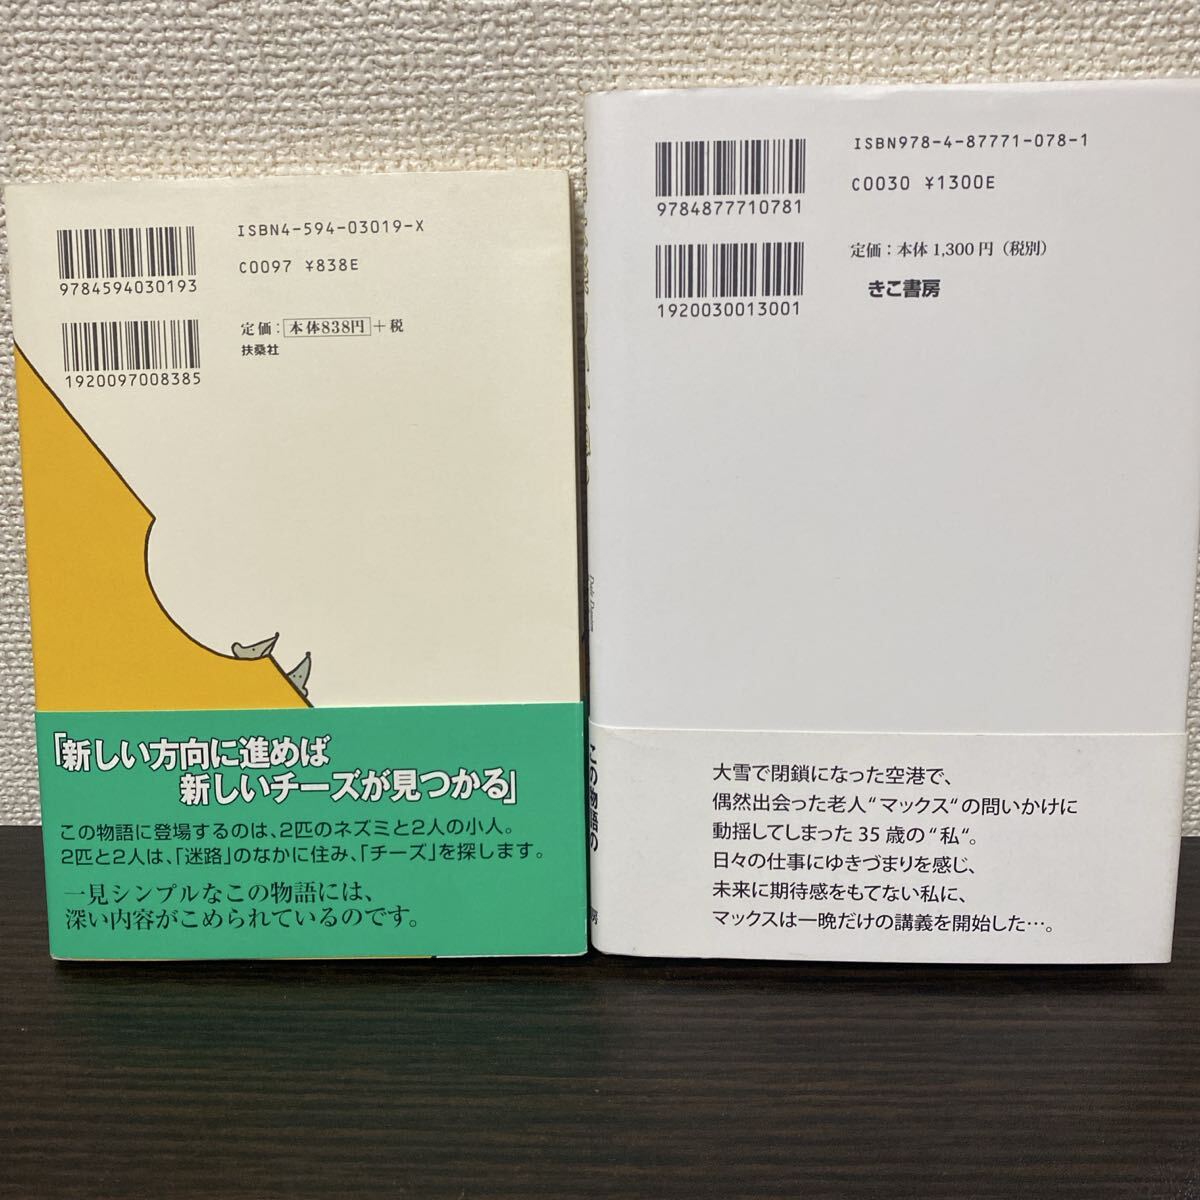 ISBN4-594-03019-X
C0097 ¥838E
9784594030193
定価：本体838円＋税
扶桑社
1920097008385
「新しい方向に進めば
新しいチーズが見つかる」
この物語に登場するのは、2匹のネズミと2人の小人。
2匹と2人は、「迷路」のなかに住み、「チーズ」を探します。
一見シンプルなこの物語には、
深い内容がこめられているのです。
ISBN978-4-87771-078-1
C0030 ¥1300E
9784877710781
定価：本体1,300円（税別）
きこ書房
1920030013001
この物語の
房
大雪で閉鎖になった空港で、
偶然出会った老人“マックス“の問いかけに
動揺してしまった35歳の“私“。
日々の仕事にゆきづまりを感じ、
未来に期待感をもてない私に、
マックスは一晩だけの講義を開始した…。